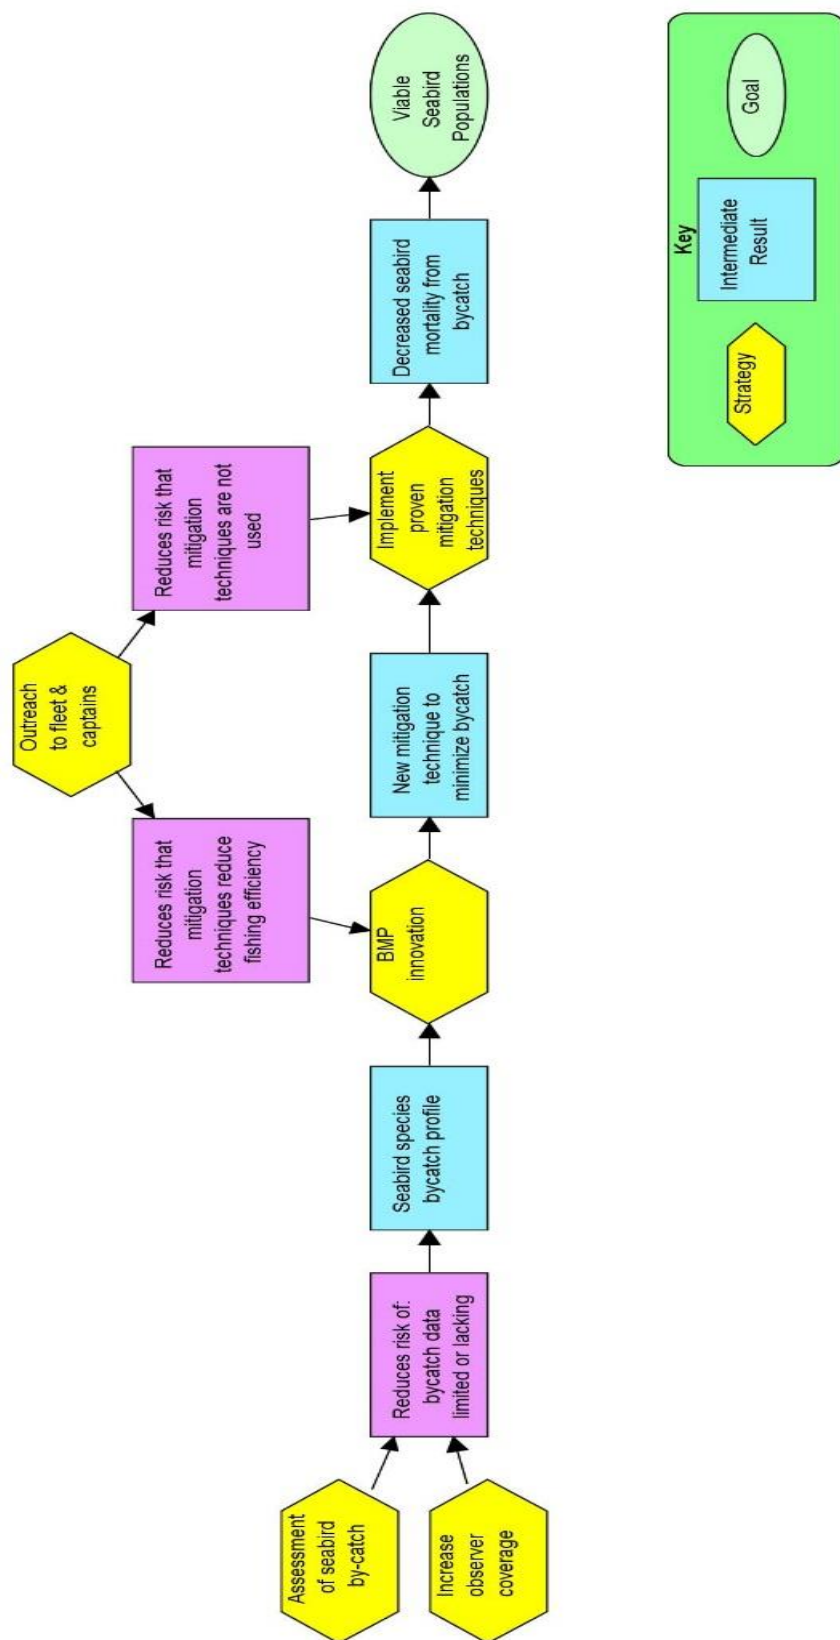 Assessment
of seabird
by-catch
Increase
observer
coverage
Reduces risk of:
bycatch data
limited or lacking
Seabird species
bycatch profile
BMP
innovation
Reduces risk that
mitigation
techniques reduce
fishing efficiency
Outreach
to fleet &
captains
Reduces risk that
mitigation
techniques are not
used
New mitigation
technique to
minimize bycatch
Implement
proven
mitigation
techniques
Decreased seabird
mortality from
bycatch
Viable
Seabird
Populations
Key
Strategy
Intermediate
Result
Goal